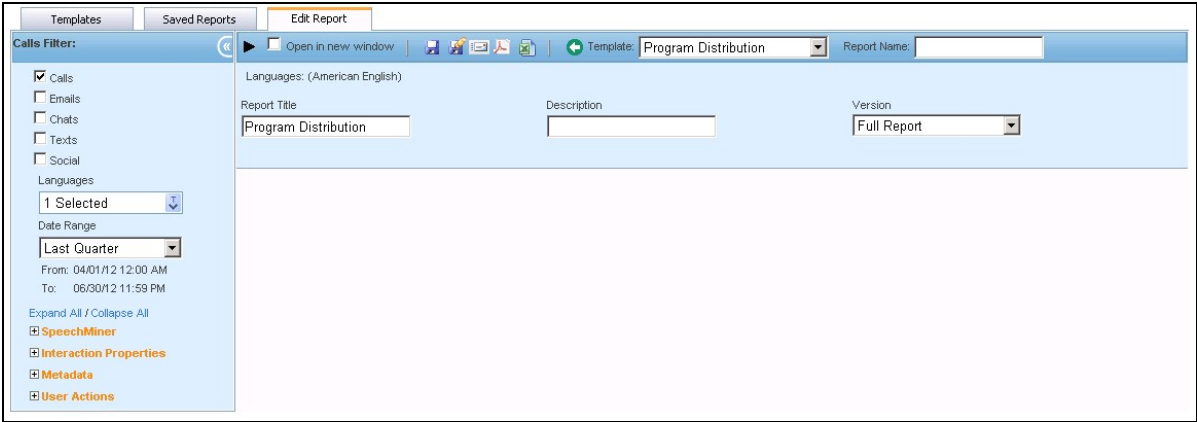 Templates
Saved Reports
Edit Report
Calls Filter:
Open in new window
Template: Program Distribution
Report Name:
Calls
Emails
Chats
Texts
Social
Languages
1 Selected
Date Range
Last Quarter
From: 04/01/12 12:00 AM
To: 06/30/12 11:59 PM
Expand All / Collapse All
SpeechMiner
Interaction Properties
Metadata
User Actions
Languages: (American English)
Report Title
Program Distribution
Description
Version
Full Report